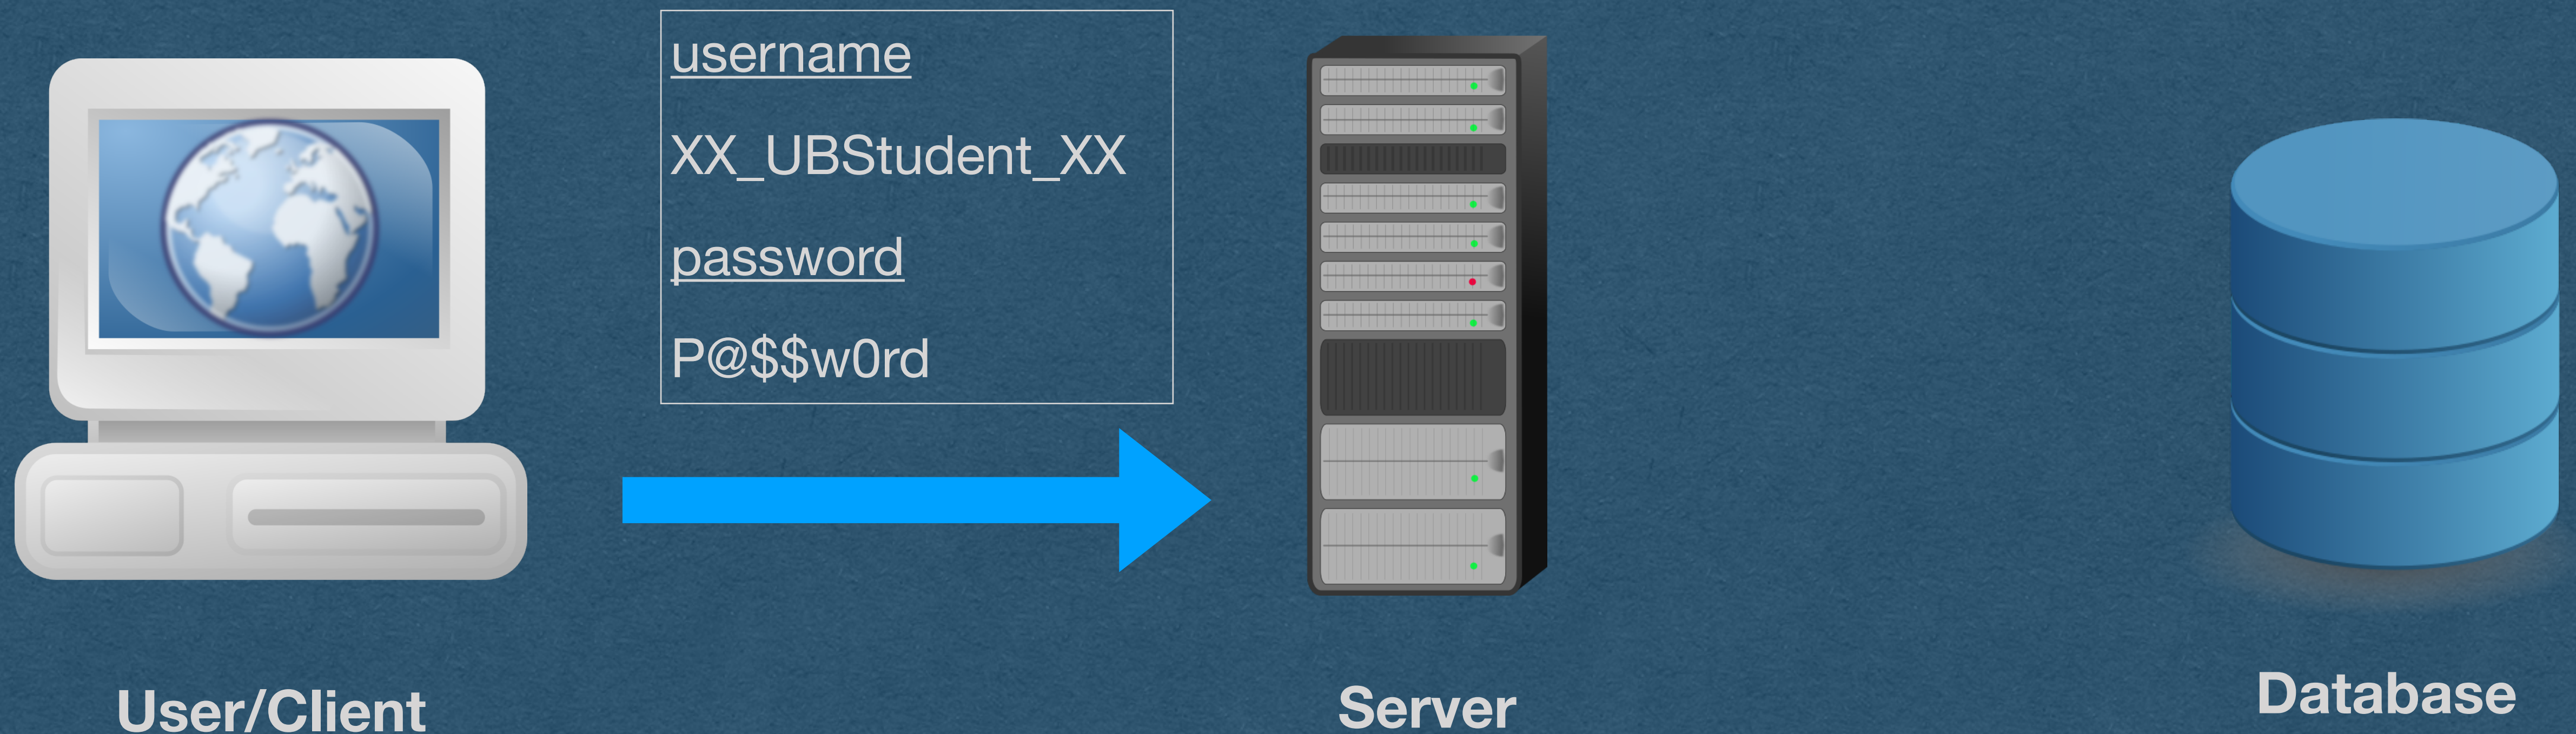 username
XX_UBStudent_XX
password
P@$$w0rd
User/Client
Server
Database